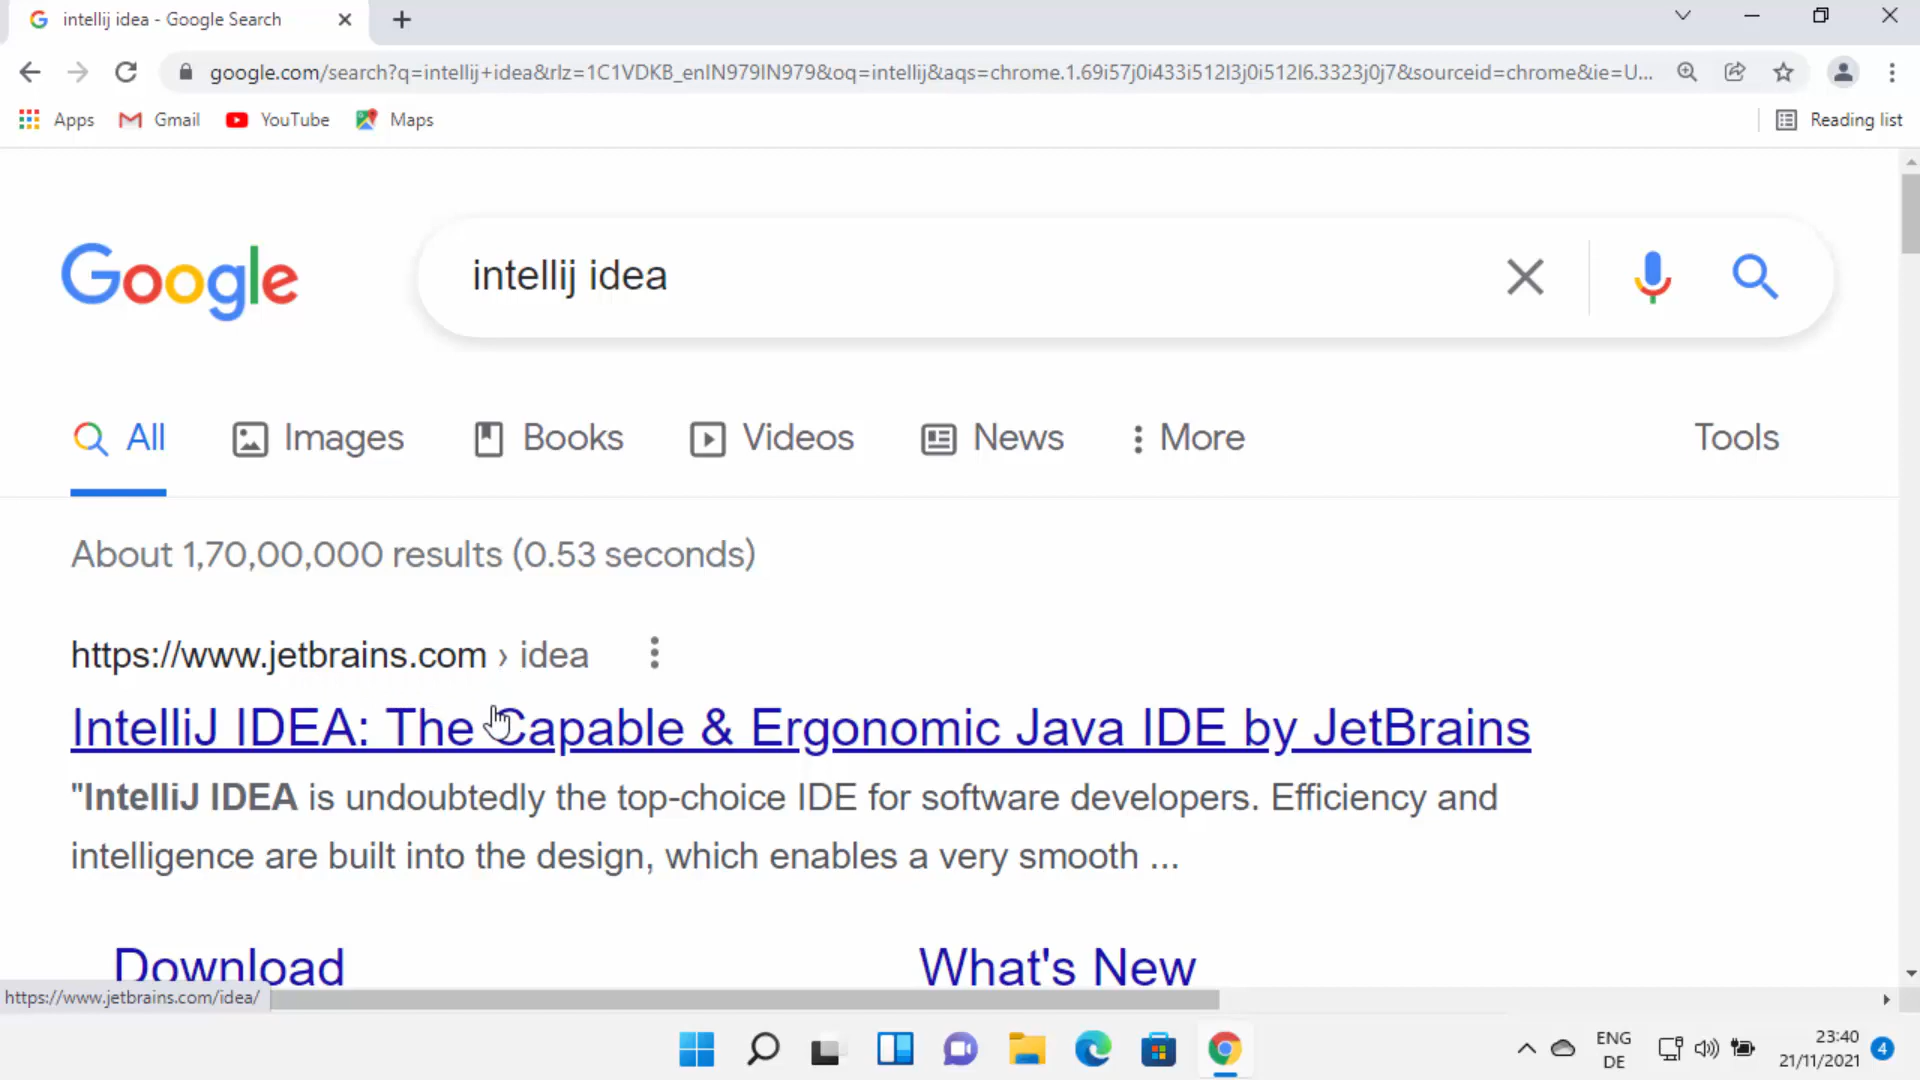 intellij idea - Google Search
google.com/search?q=intellij+idea&rlz=1C1VDKB_enIN979IN979&oq=intellij&aqs=chrome.1.69i57j0i433i512l3j0i512l6.3323j0j7&sourceid=chrome&ie=U...
Apps Gmail YouTube Maps Reading list
Google intellij idea
All Images Books Videos News More Tools
About 1,70,00,000 results (0.53 seconds)
https://www.jetbrains.com › idea
IntelliJ IDEA: The Capable & Ergonomic Java IDE by JetBrains
"IntelliJ IDEA is undoubtedly the top-choice IDE for software developers. Efficiency and
intelligence are built into the design, which enables a very smooth ...
Download What's New
https://www.jetbrains.com/idea/
ENG 23:40
DE 21/11/2021 4